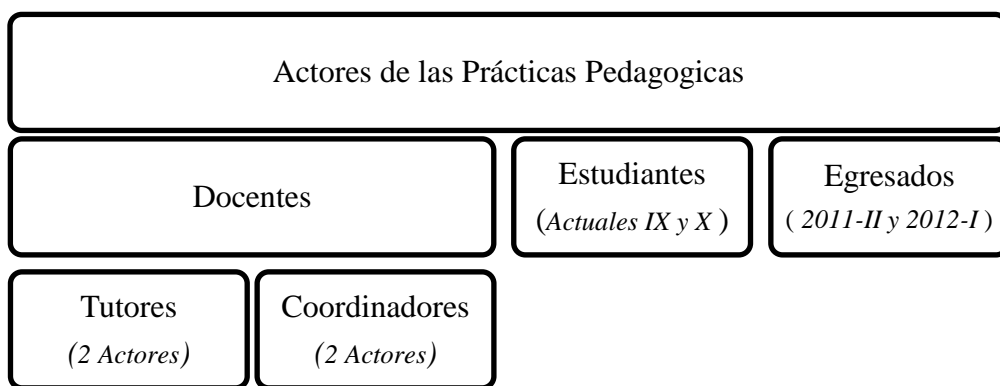 Actores de las Prácticas Pedagogicas
Docentes
Estudiantes
(Actuales IX y X )
Egresados
( 2011-II y 2012-I )
Tutores
(2 Actores)
Coordinadores
(2 Actores)